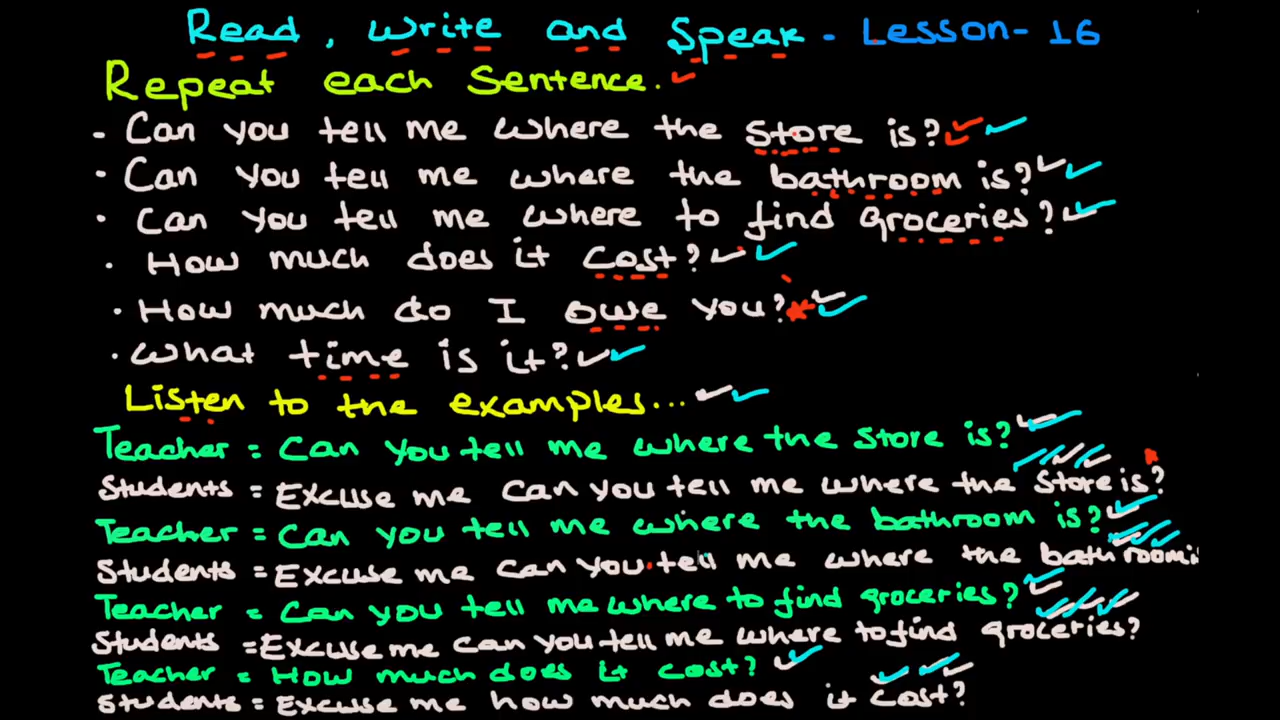 Read, Write and Speak - Lesson-16
Repeat each Sentence.
- Can you tell me where the store is?
· Can you tell me where the bathroom is?
· Can you tell me where to find groceries?
· How much does it cost?
· How much do I owe you?
· What time is it?
Listen to the examples...
Teacher = Can you tell me where the store is?
Students = Excuse me can you tell me where the store is?
Teacher = Can you tell me where the bathroom is?
Students = Excuse me can you tell me where the bathroom i
Teacher = Can you tell me where to find groceries?
Students = Excuse me can you tell me where to find groceries?
Teacher = How much does it cost?
Students = Excuse me how much does it cost?